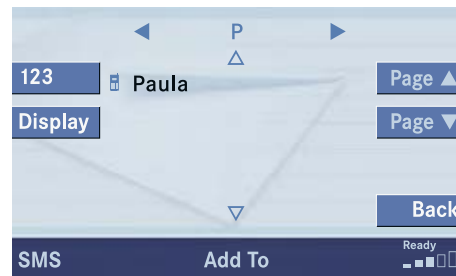 P
123
Paula
Page ▲
Display
Page ▼
Back
SMS
Add To
Ready